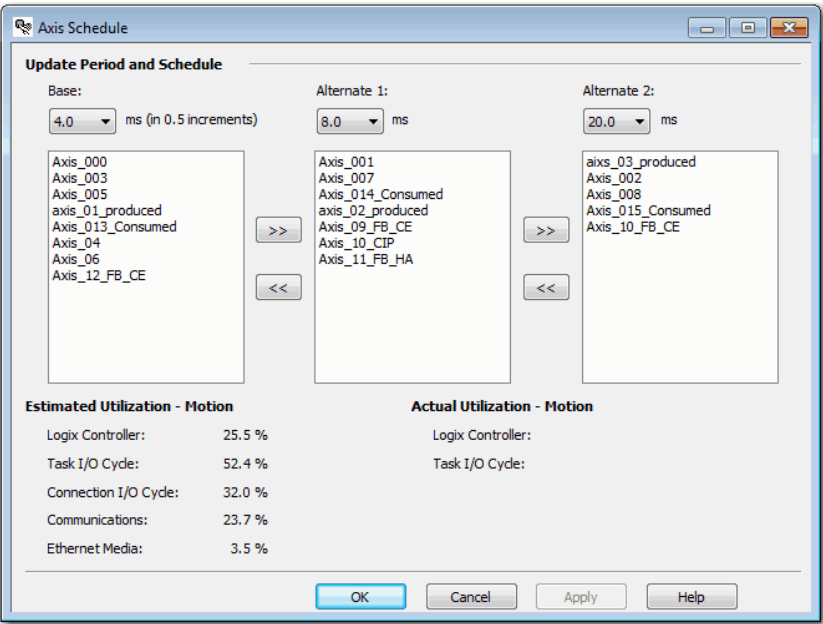 Axis Schedule
Update Period and Schedule
Base:
4.0 ms (in 0.5 increments)
Axis_000
Axis_003
Axis_005
axis_01_produced
Axis_013_Consumed
Axis_04
Axis_06
Axis_12_FB_CE
>>
<<
Alternate 1:
8.0 ms
Axis_001
Axis_007
Axis_014_Consumed
axis_02_produced
Axis_09_FB_CE
Axis_10_CIP
Axis_11_FB_HA
>>
<<
Alternate 2:
20.0 ms
aixs_03_produced
Axis_002
Axis_008
Axis_015_Consumed
Axis_10_FB_CE
Estimated Utilization - Motion
Logix Controller: 25.5 %
Task I/O Cycle: 52.4 %
Connection I/O Cycle: 32.0 %
Communications: 23.7 %
Ethernet Media: 3.5 %
Actual Utilization - Motion
Logix Controller:
Task I/O Cycle:
OK Cancel Apply Help